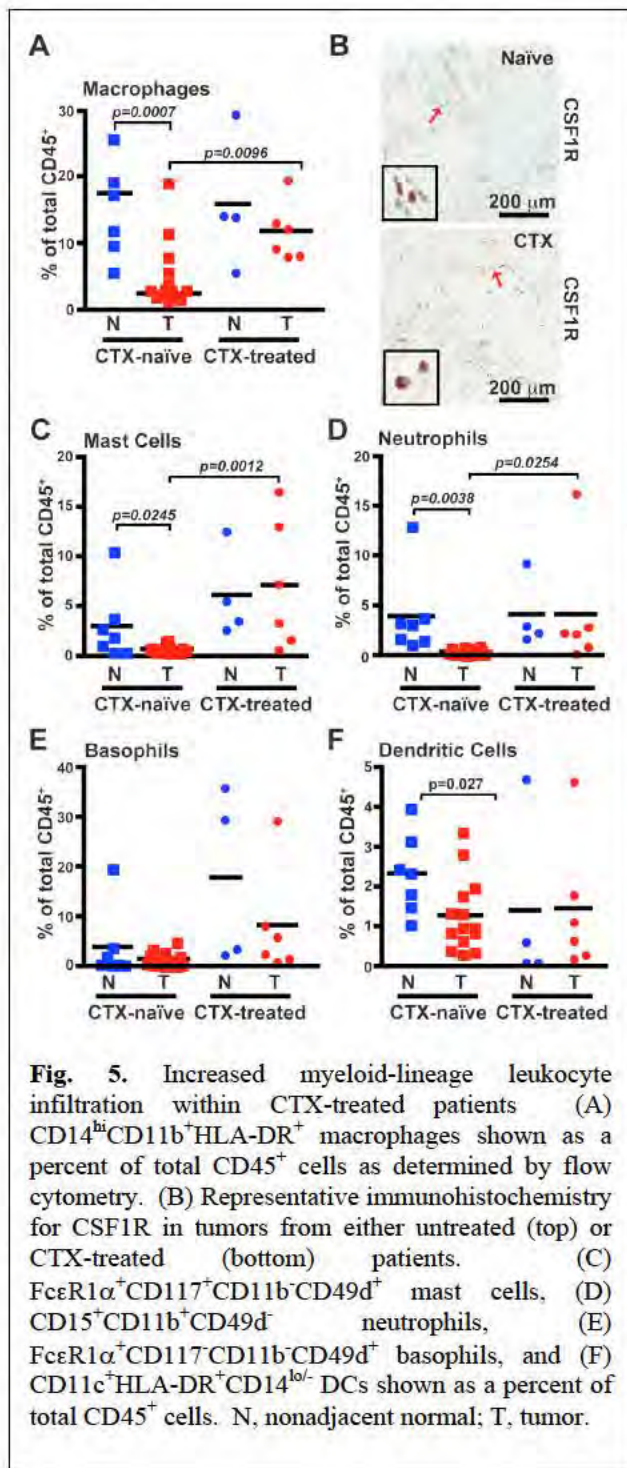 A
Macrophages
p=0.0007
p=0.0096
30
20
10
0
% of total CD45⁺
N T N T
CTX-naïve CTX-treated
B
Naïve
CSF1R
200 µm
CTX
CSF1R
200 µm
C
Mast Cells
p=0.0012
p=0.0245
20
15
10
5
0
% of total CD45⁺
N T N T
CTX-naïve CTX-treated
D
Neutrophils
p=0.0254
p=0.0038
20
15
10
5
0
% of total CD45⁺
N T N T
CTX-naïve CTX-treated
E
Basophils
40
30
20
10
0
% of total CD45⁺
N T N T
CTX-naïve CTX-treated
F
Dendritic Cells
p=0.027
5
4
3
2
1
0
% of total CD45⁺
N T N T
CTX-naïve CTX-treated
Fig. 5. Increased myeloid-lineage leukocyte
infiltration within CTX-treated patients (A)
CD14ʰⁱCD11b⁺HLA-DR⁺ macrophages shown as a
percent of total CD45⁺ cells as determined by flow
cytometry. (B) Representative immunohistochemistry
for CSF1R in tumors from either untreated (top) or
CTX-treated (bottom) patients. (C)
FcεR1α⁺CD117⁺CD11b⁻CD49d⁺ mast cells, (D)
CD15⁺CD11b⁺CD49d⁻ neutrophils, (E)
FcεR1α⁺CD117⁻CD11b⁻CD49d⁺ basophils, and (F)
CD11c⁺HLA-DR⁺CD14ˡᵒ/⁻ DCs shown as a percent of
total CD45⁺ cells. N, nonadjacent normal; T, tumor.